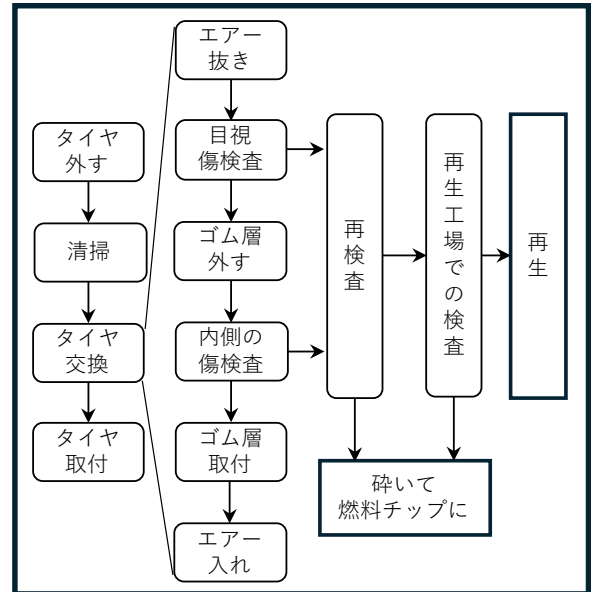 タイヤ
外す
清掃
タイヤ
交換
タイヤ
取付
エアー
抜き
目視
傷検査
ゴム層
外す
内側の
傷検査
ゴム層
取付
エアー
入れ
再検査
再生工場での検査
再生
砕いて
燃料チップに